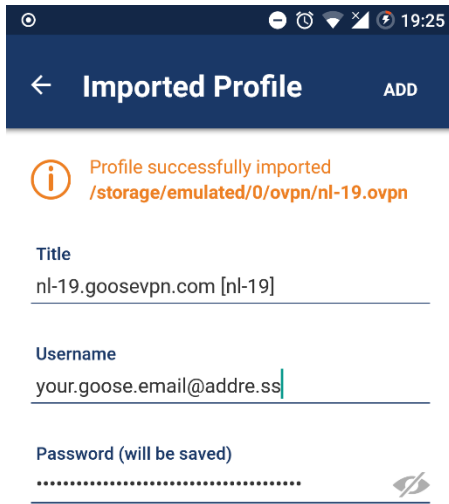 19:25
Imported Profile ADD
Profile successfully imported
/storage/emulated/0/ovpn/nl-19.ovpn
Title
nl-19.goosevpn.com [nl-19]
Username
your.goose.email@addre.ss
Password (will be saved)